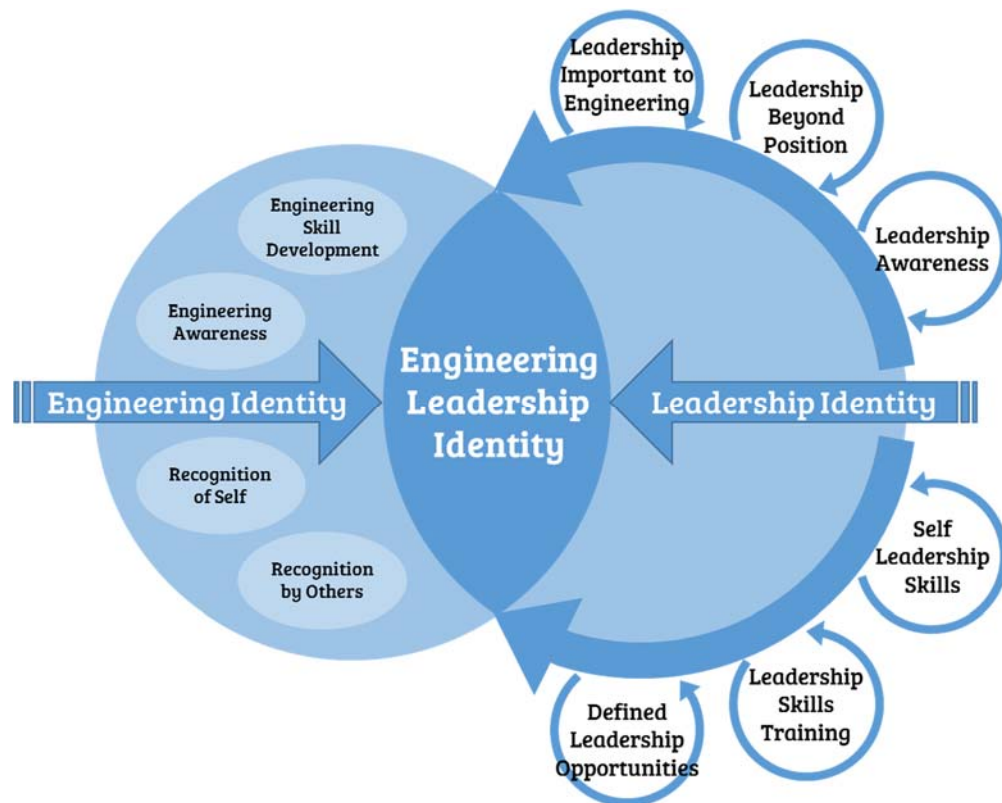 Leadership
Important to
Engineering
Leadership
Beyond
Position
Leadership
Awareness
Engineering
Skill
Development
Engineering
Awareness
Engineering Identity
Engineering
Leadership
Identity
Leadership Identity
Recognition
of Self
Recognition
by Others
Self
Leadership
Skills
Leadership
Skills
Training
Defined
Leadership
Opportunities